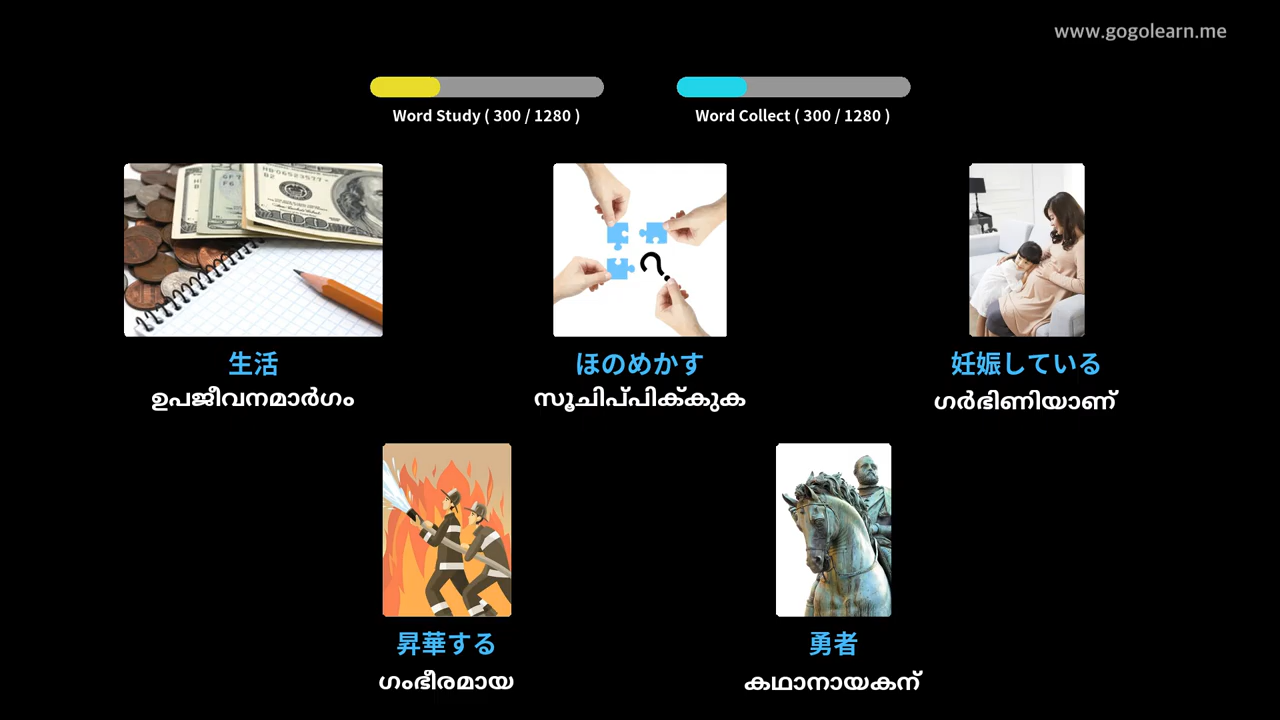 www.gogolearn.me
Word Study ( 300 / 1280 )
Word Collect ( 300 / 1280 )
生活
ഉപജീവനമാർഗം
ほのめかす
സൂചിപ്പിക്കുക
妊娠している
ഗർഭിണിയാണ്
昇華する
ഗംഭീരമായ
勇者
കഥാനായകന്